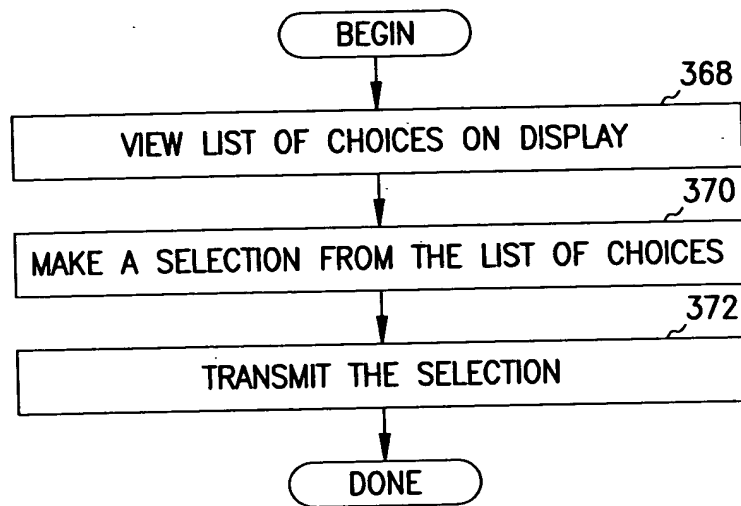 BEGIN
368
VIEW LIST OF CHOICES ON DISPLAY
370
MAKE A SELECTION FROM THE LIST OF CHOICES
372
TRANSMIT THE SELECTION
DONE